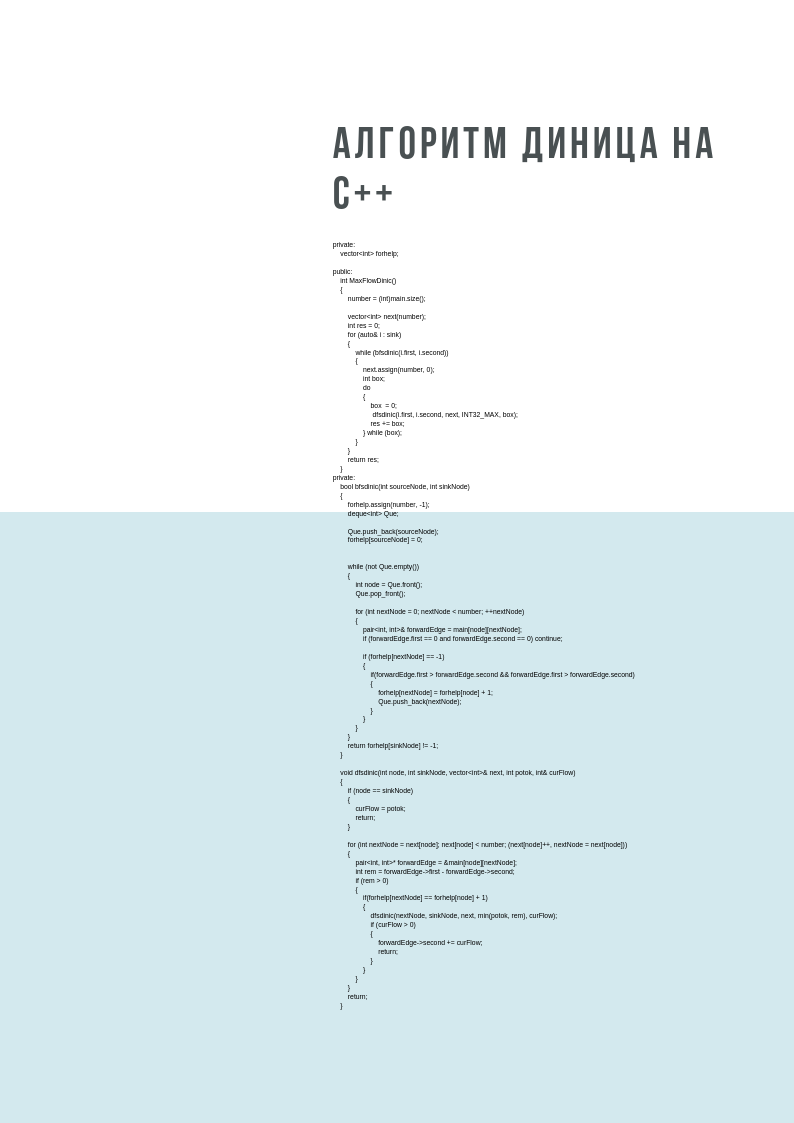 АЛГОРИТМ ДИНИЦА НА
C++
private:
    vector<int> forhelp;

public:
    int MaxFlowDinic()
    {
        number = (int)main.size();

        vector<int> next(number);
        int res = 0;
        for (auto& i : sink)
        {
            while (bfsdinic(i.first, i.second))
            {
                next.assign(number, 0);
                int box;
                do
                {
                    box  = 0;
                     dfsdinic(i.first, i.second, next, INT32_MAX, box);
                    res += box;
                } while (box);
            }
        }
        return res;
    }
private:
    bool bfsdinic(int sourceNode, int sinkNode)
    {
        forhelp.assign(number, -1);
        deque<int> Que;

        Que.push_back(sourceNode);
        forhelp[sourceNode] = 0;


        while (not Que.empty())
        {
            int node = Que.front();
            Que.pop_front();

            for (int nextNode = 0; nextNode < number; ++nextNode)
            {
                pair<int, int>& forwardEdge = main[node][nextNode];
                if (forwardEdge.first == 0 and forwardEdge.second == 0) continue;

                if (forhelp[nextNode] == -1)
                {
                    if(forwardEdge.first > forwardEdge.second && forwardEdge.first > forwardEdge.second)
                    {
                        forhelp[nextNode] = forhelp[node] + 1;
                        Que.push_back(nextNode);
                    }
                }
            }
        }
        return forhelp[sinkNode] != -1;
    }

    void dfsdinic(int node, int sinkNode, vector<int>& next, int potok, int& curFlow)
    {
        if (node == sinkNode)
        {
            curFlow = potok;
            return;
        }

        for (int nextNode = next[node]; next[node] < number; (next[node]++, nextNode = next[node]))
        {
            pair<int, int>* forwardEdge = &main[node][nextNode];
            int rem = forwardEdge->first - forwardEdge->second;
            if (rem > 0)
            {
                if(forhelp[nextNode] == forhelp[node] + 1)
                {
                    dfsdinic(nextNode, sinkNode, next, min(potok, rem), curFlow);
                    if (curFlow > 0)
                    {
                        forwardEdge->second += curFlow;
                        return;
                    }
                }
            }
        }
        return;
    }